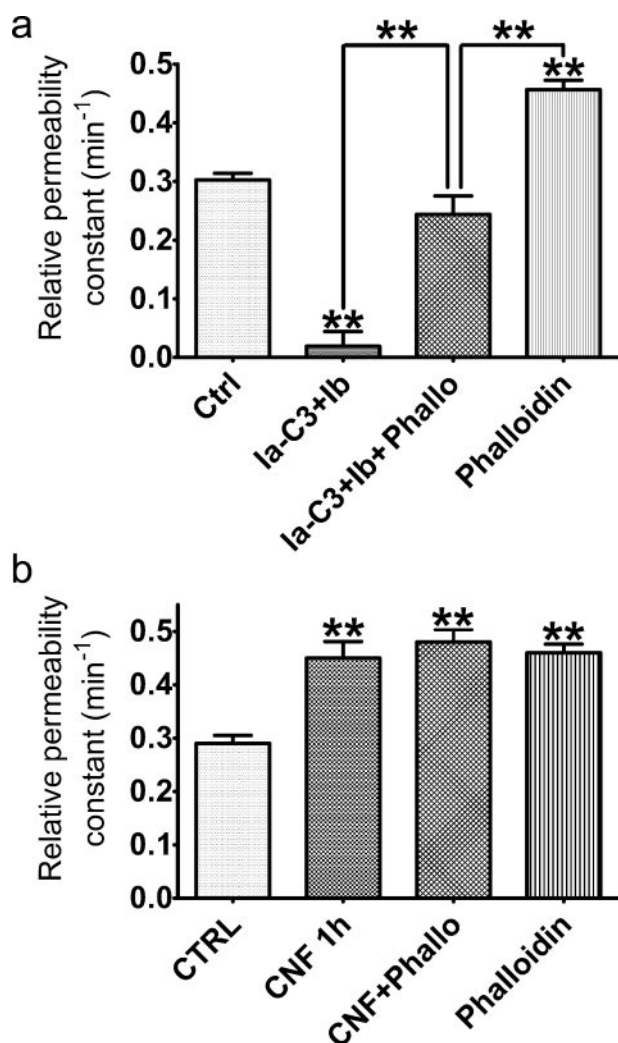 a
** **
**
0.5
0.4
0.3
0.2
0.1
0.0
**
Relative permeability
constant (min-1)
Ctrl
Ia-C3+Ib
Ia-C3+Ib+ Phallo
Phalloidin
b
** ** **
0.5
0.4
0.3
0.2
0.1
0.0
Relative permeability
constant (min-1)
CTRL
CNF 1h
CNF+Phallo
Phalloidin